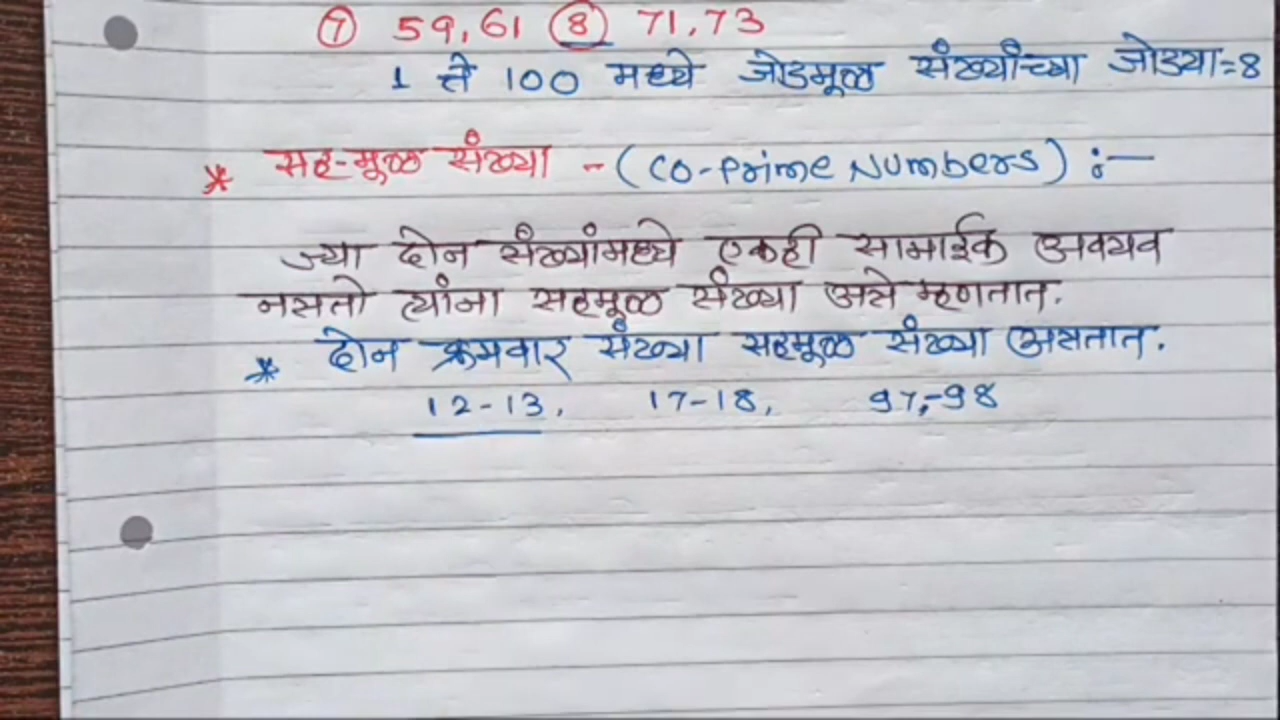 ⑦ 59,61 ⑧ 71,73
1 ते 100 मध्ये जोडमूळ संख्यांच्या जोड्या=8
* सह-मूळ संख्या -- (CO-Prime Numbers) :—
ज्या दोन संख्यांमध्ये एकही सामाईक अवयव
नसतो त्यांना सहमूळ संख्या असे म्हणतात.
* दोन क्रमवार संख्या सहमूळ संख्या असतात.
12-13, 17-18, 97,-98